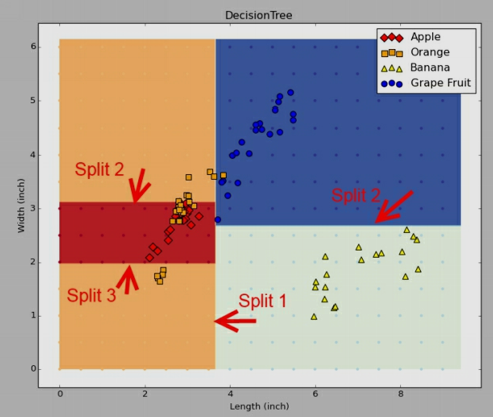 DecisionTree
Apple
Orange
Banana
Grape Fruit
Split 2
Split 2
Split 3
Split 1
Width (inch)
6
5
4
3
2
1
0
0 2 4 6 8
Length (inch)